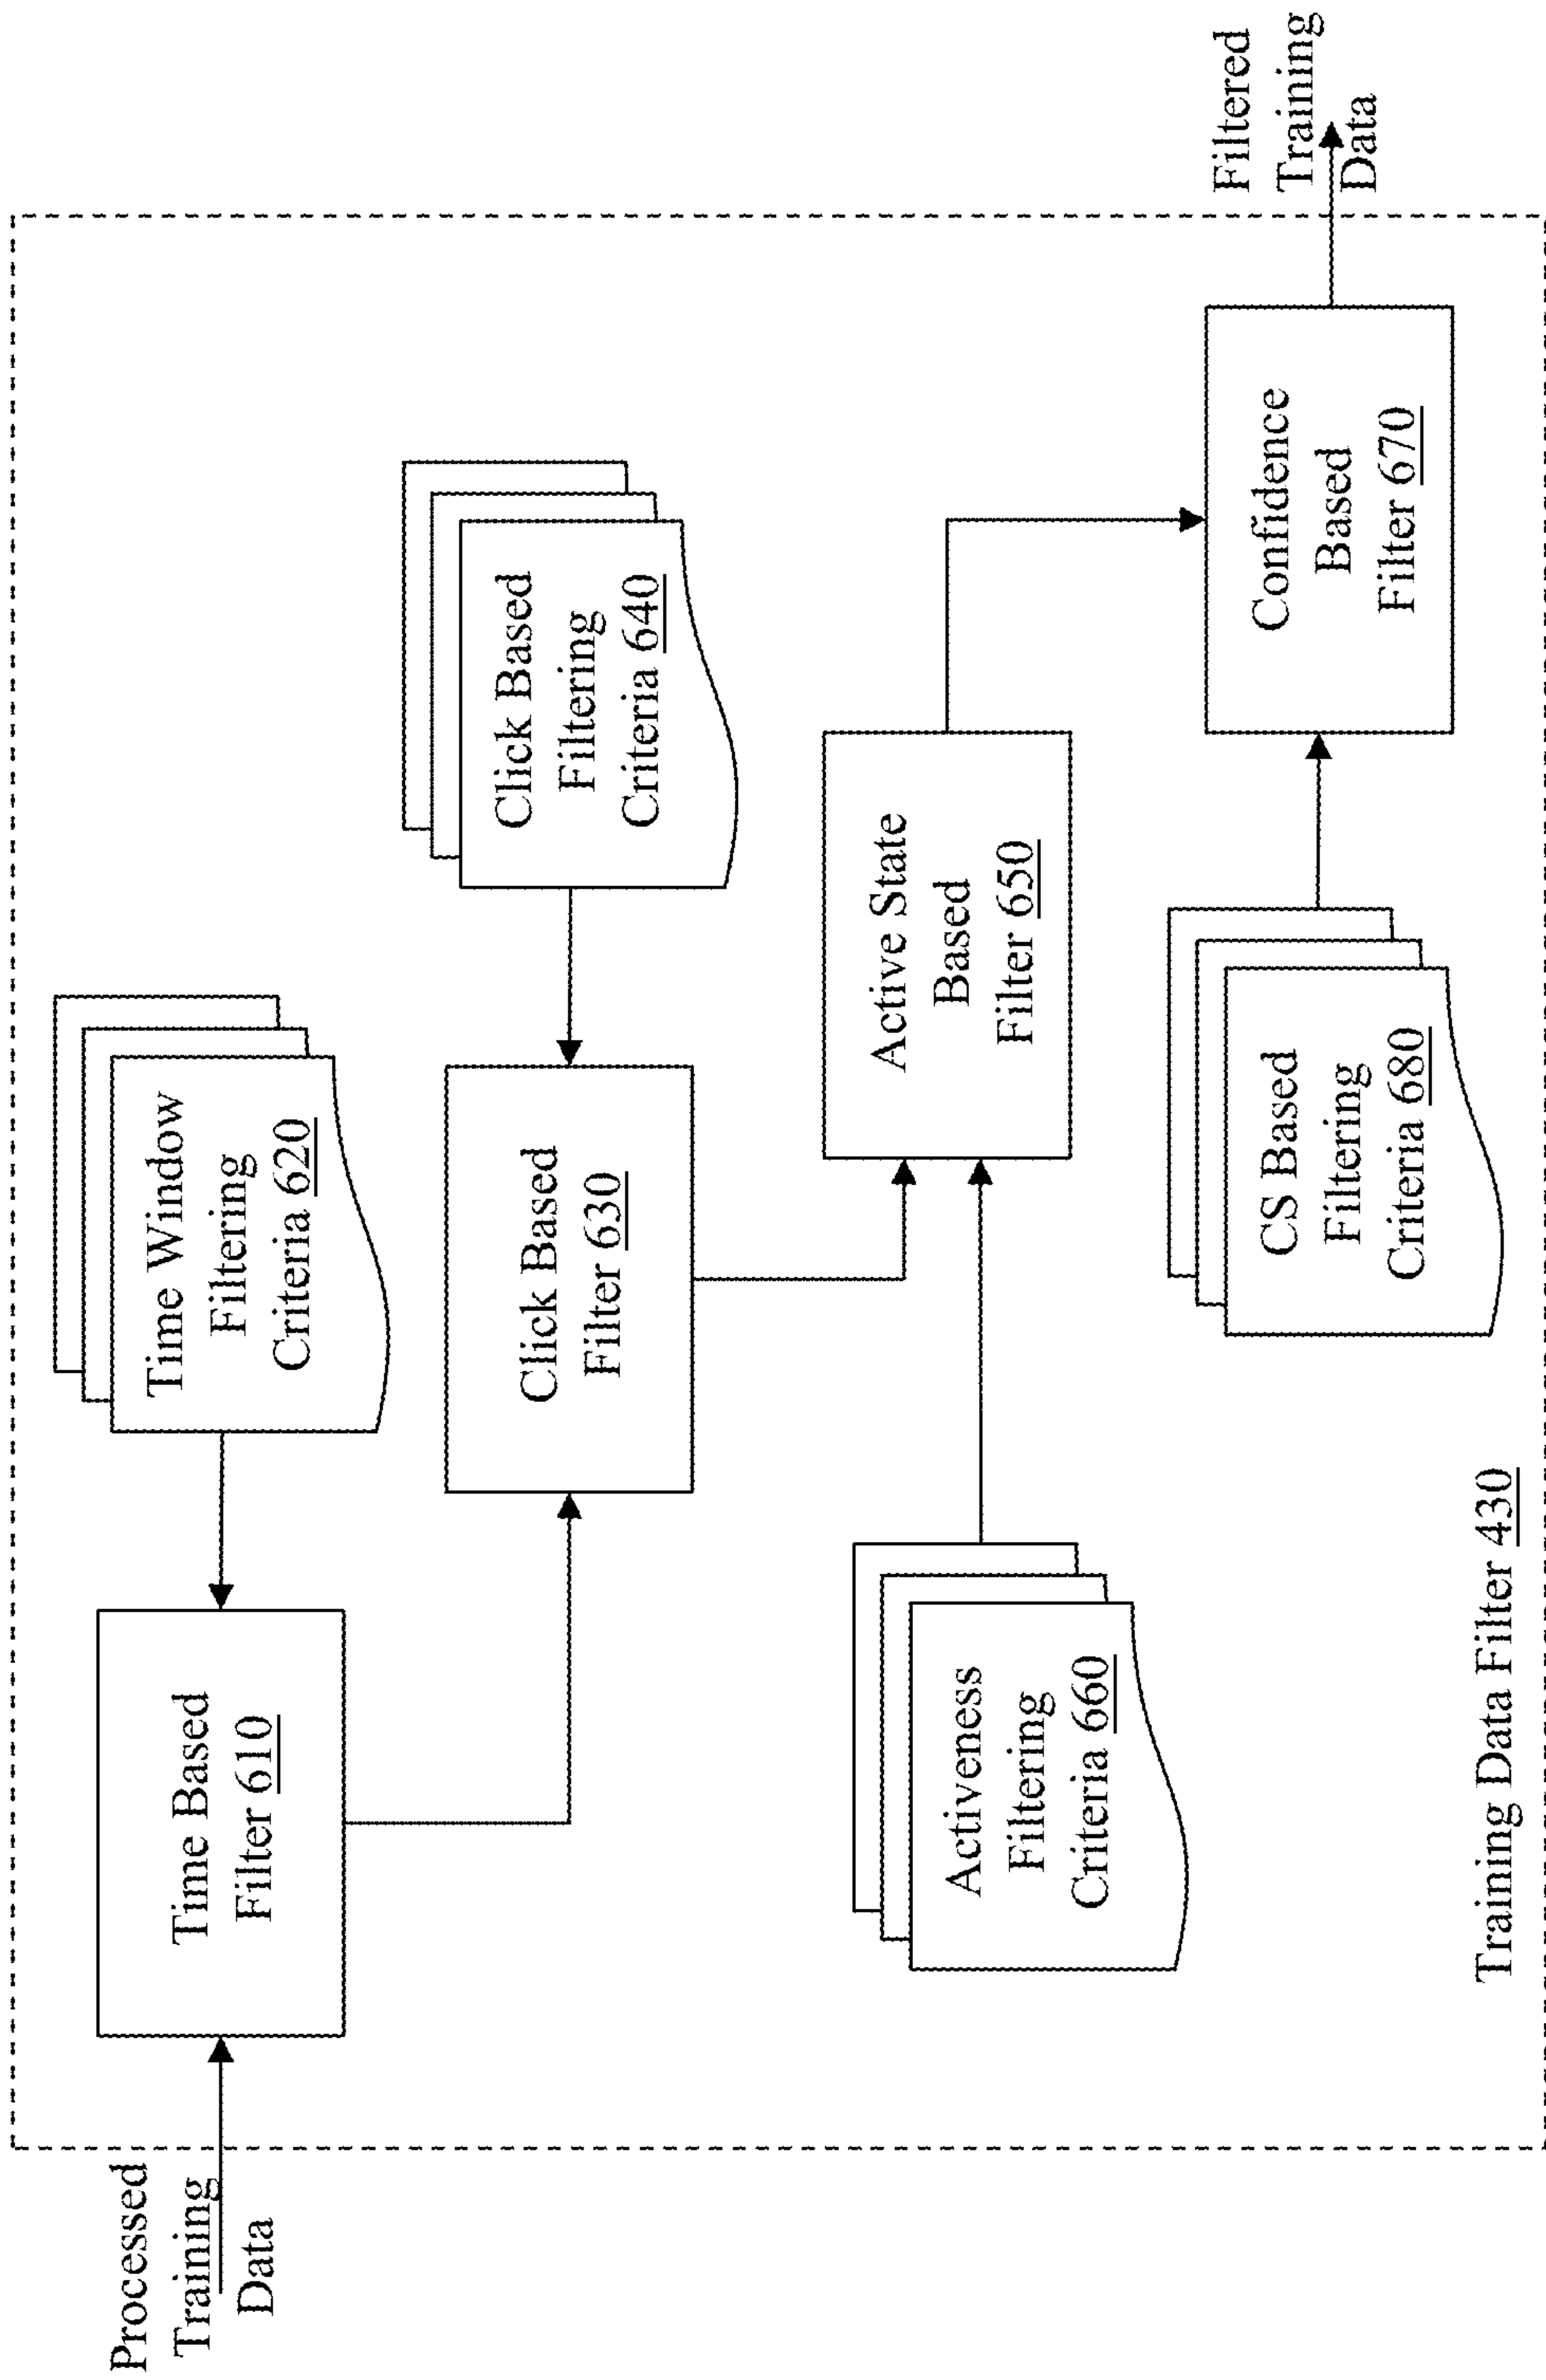 Processed
Training
Data
Time Based
Filter 610
Time Window
Filtering
Criteria 620
Click Based
Filter 630
Click Based
Filtering
Criteria 640
Activeness
Filtering
Criteria 660
Active State
Based
Filter 650
CS Based
Filtering
Criteria 680
Confidence
Based
Filter 670
Filtered
Training
Data
Training Data Filter 430